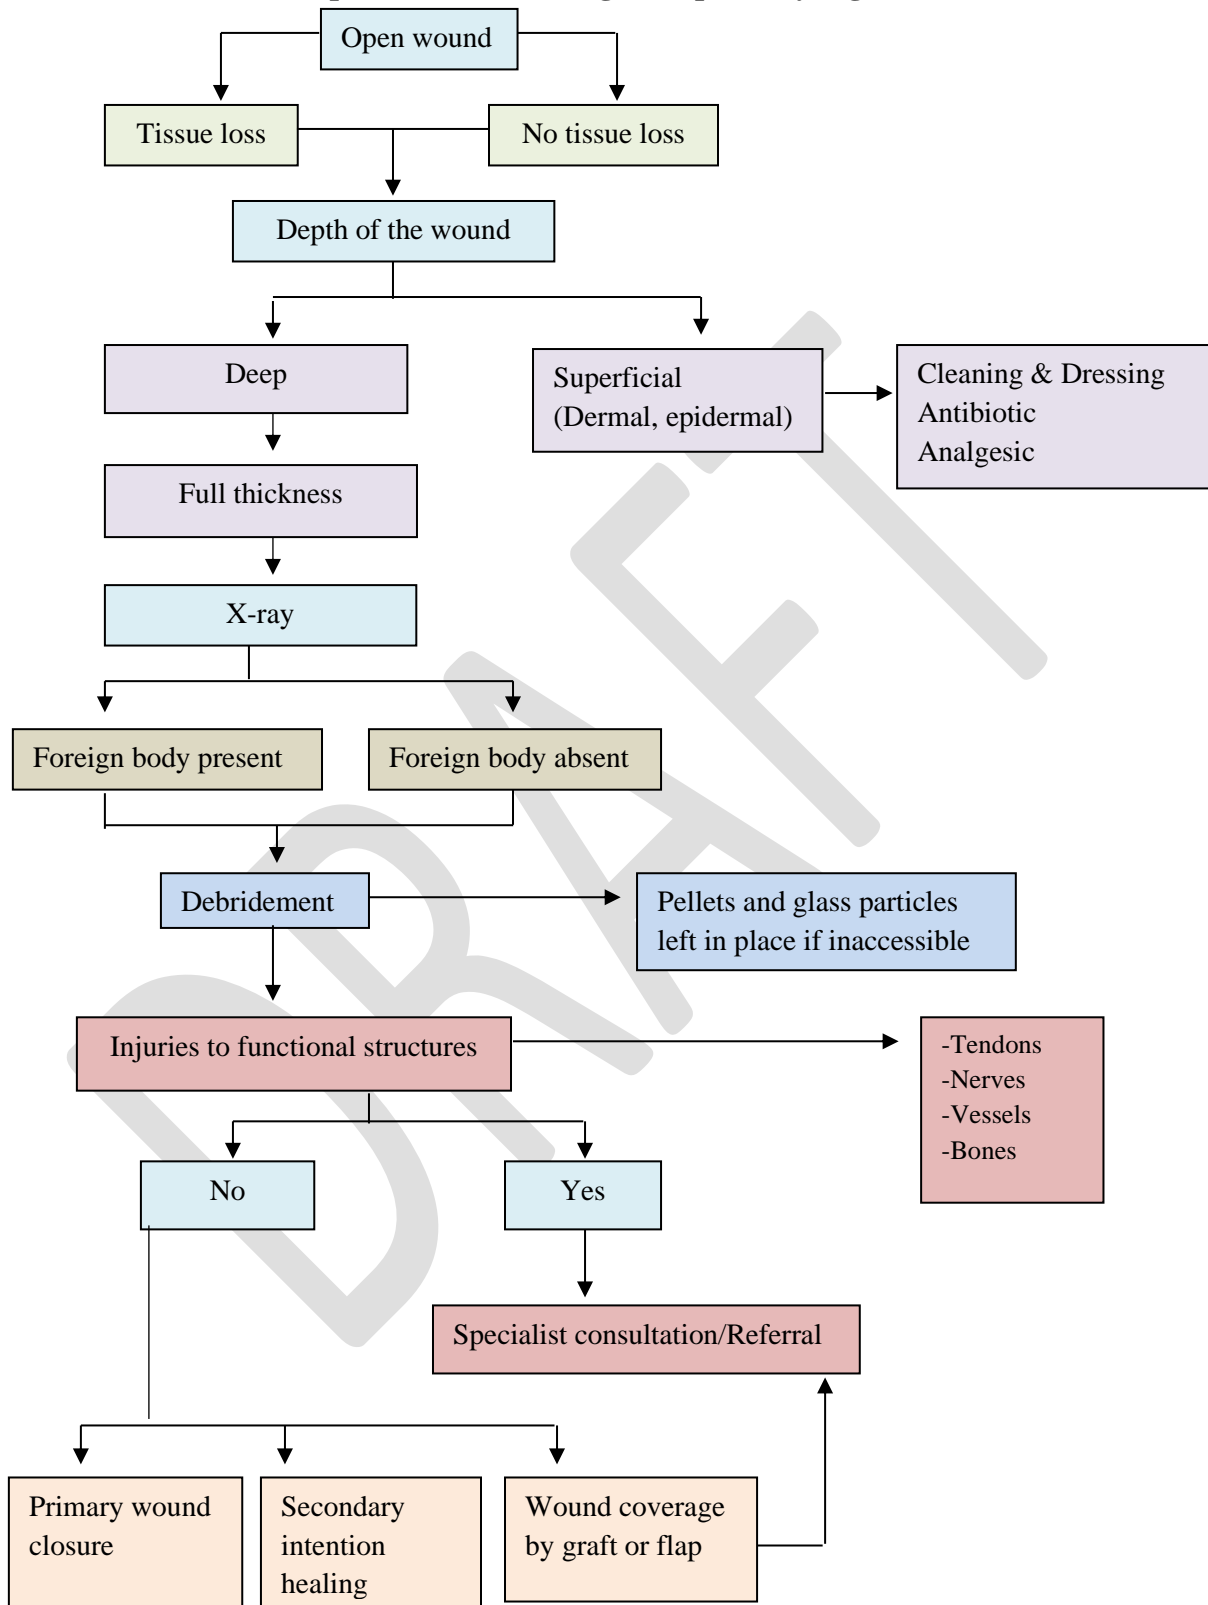 Open wound
Tissue loss
No tissue loss
Depth of the wound
Deep
Superficial
(Dermal, epidermal)
Cleaning & Dressing
Antibiotic
Analgesic
Full thickness
X-ray
Foreign body present
Foreign body absent
Debridement
Pellets and glass particles
left in place if inaccessible
Injuries to functional structures
-Tendons
-Nerves
-Vessels
-Bones
No
Yes
Specialist consultation/Referral
Primary wound
closure
Secondary
intention
healing
Wound coverage
by graft or flap
DRAFT